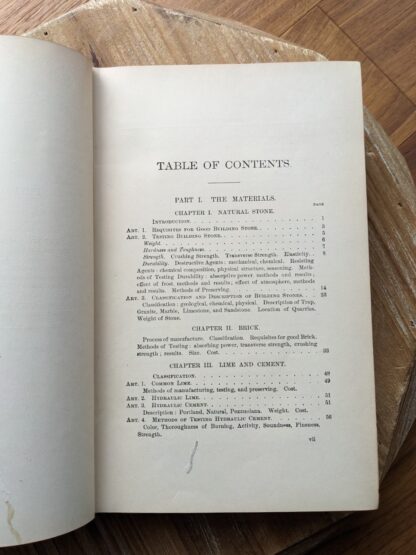 TABLE OF CONTENTS.
PART I. THE MATERIALS.
PAGE
CHAPTER I. NATURAL STONE.
INTRODUCTION. . . . . . . . . . . . . . . . . . . 1
ART. 1. REQUISITES FOR GOOD BUILDING STONE. . . . . . . . 3
ART. 2. TESTING BUILDING STONE. . . . . . . . . . . . 5
Weight. . . . . . . . . . . . . . . . . . . . 6
Hardness and Toughness. . . . . . . . . . . . . . . 7
Strength. Crushing Strength. Transverse Strength. Elasticity. . 8
Durability. Destructive Agents: mechanical, chemical. Resisting
Agents: chemical composition, physical structure, seasoning. Meth-
ods of Testing Durability: absorptive power, methods and results;
effect of frost, methods and results; effect of atmosphere, methods
and results. Methods of Preserving. . . . . . . . . . . 14
ART. 3. CLASSIFICATION AND DESCRIPTION OF BUILDING STONES. . . 23
Classification: geological, chemical, physical. Description of Trap,
Granite, Marble, Limestone, and Sandstone. Location of Quarries.
Weight of Stone.
CHAPTER II. BRICK.
Process of manufacture. Classification. Requisites for good Brick.
Methods of Testing: absorbing power, transverse strength, crushing
strength; results. Size. Cost. . . . . . . . . . . . . 33
CHAPTER III. LIME AND CEMENT.
CLASSIFICATION. . . . . . . . . . . . . . . . . . 48
ART. 1. COMMON LIME. . . . . . . . . . . . . . . . 49
Methods of manufacturing, testing, and preserving. Cost.
ART. 2. HYDRAULIC LIME. . . . . . . . . . . . . . . 51
ART. 3. HYDRAULIC CEMENT. . . . . . . . . . . . . . 51
Description: Portland, Natural, Pozzuolana. Weight. Cost.
ART. 4. METHODS OF TESTING HYDRAULIC CEMENT. . . . . . . 56
Color, Thoroughness of Burning, Activity, Soundness, Fineness,
Strength.
vii